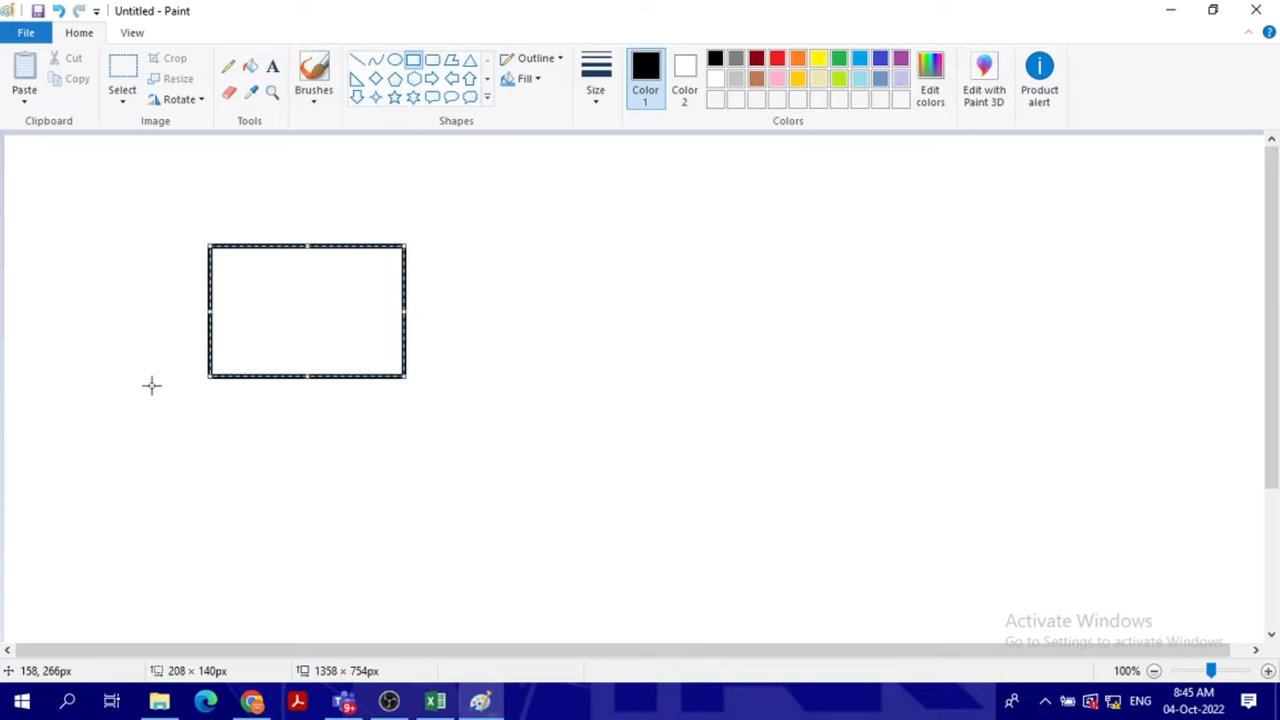 Untitled - Paint
File Home View
Paste
Cut
Copy
Clipboard
Select
Crop
Resize
Rotate
Image
A
Tools
Brushes
Outline
Fill
Shapes
Size
Color 1
Color 2
Edit colors
Colors
Edit with Paint 3D
Product alert
Activate Windows
Go to Settings to activate Windows.
158, 266px 208 × 140px 1358 × 754px 100%
9+
ENG
8:45 AM
04-Oct-2022